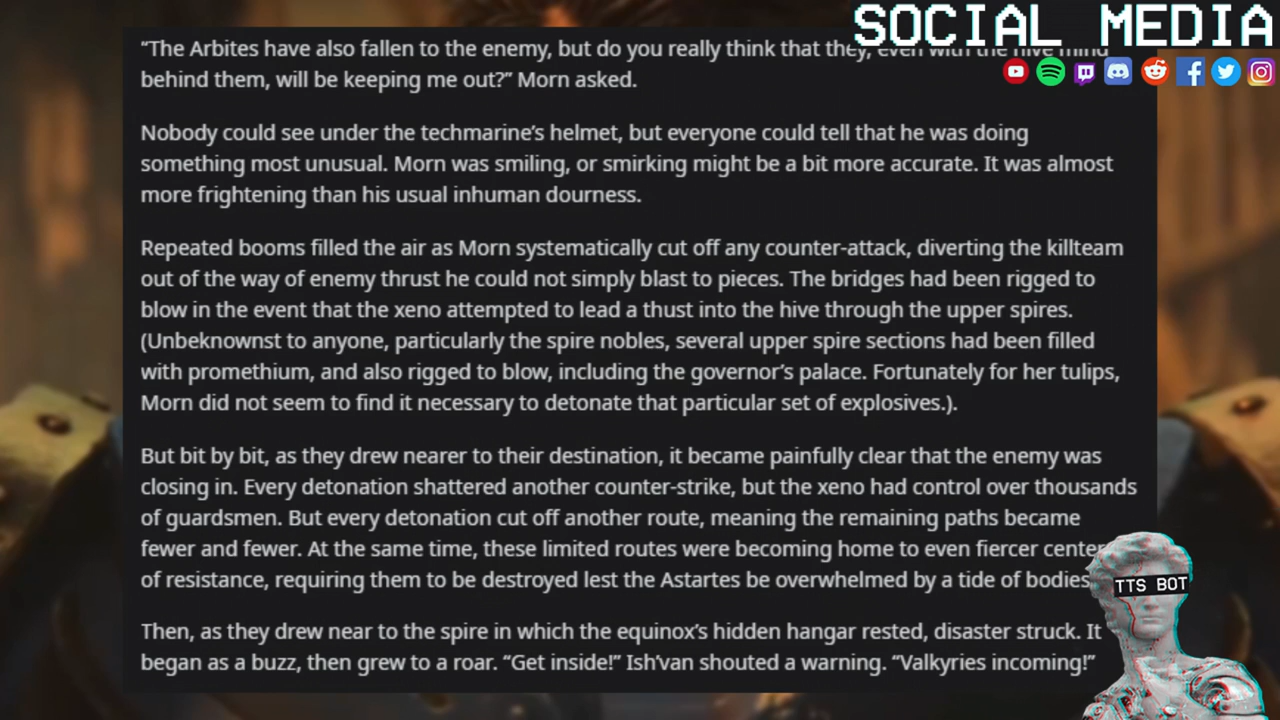 SOCIAL MEDIA
“The Arbites have also fallen to the enemy, but do you really think that they, even with the hive mind
behind them, will be keeping me out?” Morn asked.
Nobody could see under the techmarine’s helmet, but everyone could tell that he was doing
something most unusual. Morn was smiling, or smirking might be a bit more accurate. It was almost
more frightening than his usual inhuman dourness.
Repeated booms filled the air as Morn systematically cut off any counter-attack, diverting the killteam
out of the way of enemy thrust he could not simply blast to pieces. The bridges had been rigged to
blow in the event that the xeno attempted to lead a thust into the hive through the upper spires.
(Unbeknownst to anyone, particularly the spire nobles, several upper spire sections had been filled
with promethium, and also rigged to blow, including the governor’s palace. Fortunately for her tulips,
Morn did not seem to find it necessary to detonate that particular set of explosives.).
But bit by bit, as they drew nearer to their destination, it became painfully clear that the enemy was
closing in. Every detonation shattered another counter-strike, but the xeno had control over thousands
of guardsmen. But every detonation cut off another route, meaning the remaining paths became
fewer and fewer. At the same time, these limited routes were becoming home to even fiercer center
of resistance, requiring them to be destroyed lest the Astartes be overwhelmed by a tide of bodies.
Then, as they drew near to the spire in which the equinox’s hidden hangar rested, disaster struck. It
began as a buzz, then grew to a roar. “Get inside!” Ish’van shouted a warning. “Valkyries incoming!”
TTS BOT